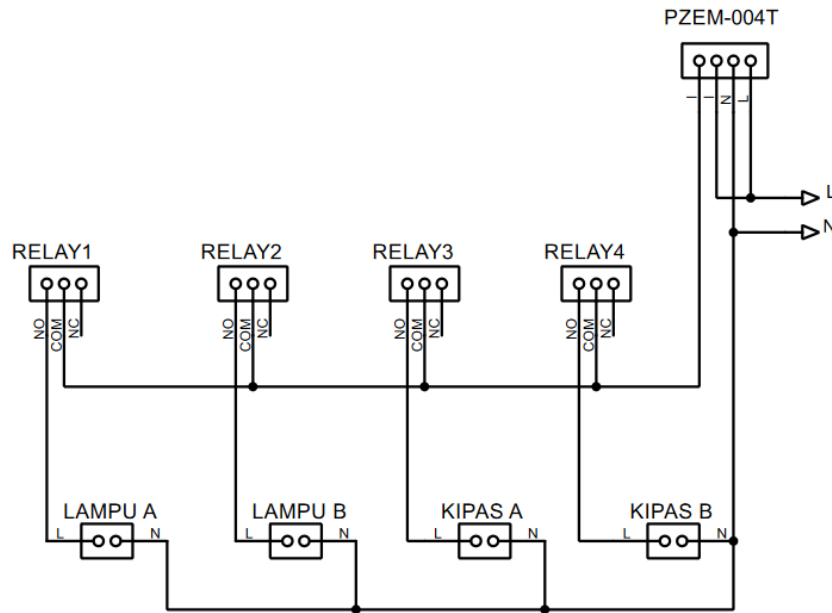 PZEM-004T
I I N L
L
N
RELAY1 RELAY2 RELAY3 RELAY4
NO COM NC NO COM NC NO COM NC NO COM NC
LAMPU A LAMPU B KIPAS A KIPAS B
L N L N L N L N